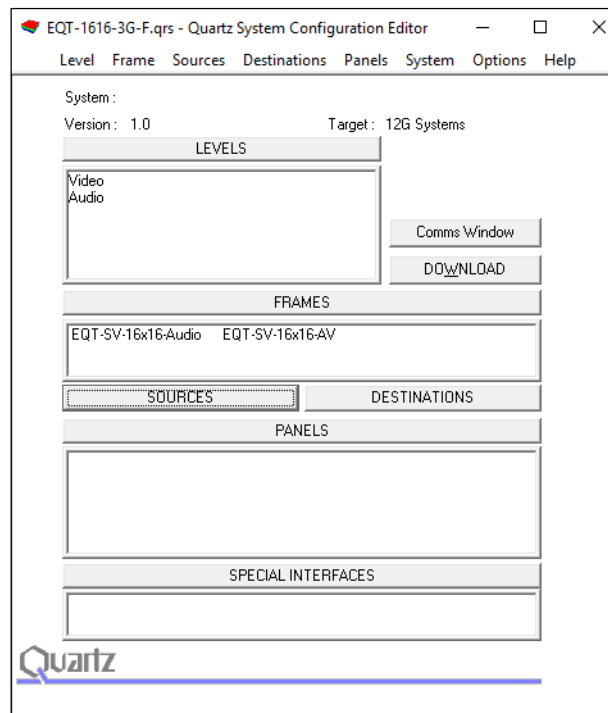 EQT-1616-3G-F.qrs - Quartz System Configuration Editor
Level Frame Sources Destinations Panels System Options Help
System :
Version : 1.0 Target : 12G Systems
LEVELS
Video
Audio
Comms Window
DOWNLOAD
FRAMES
EQT-SV-16x16-Audio EQT-SV-16x16-AV
SOURCES DESTINATIONS
PANELS
SPECIAL INTERFACES
Quartz